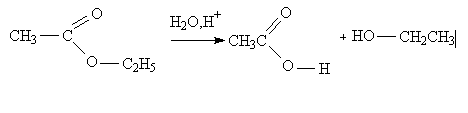 O
CH3 C
O C2H5
H2O,H+
O
CH3C
O H
+ HO CH2CH3